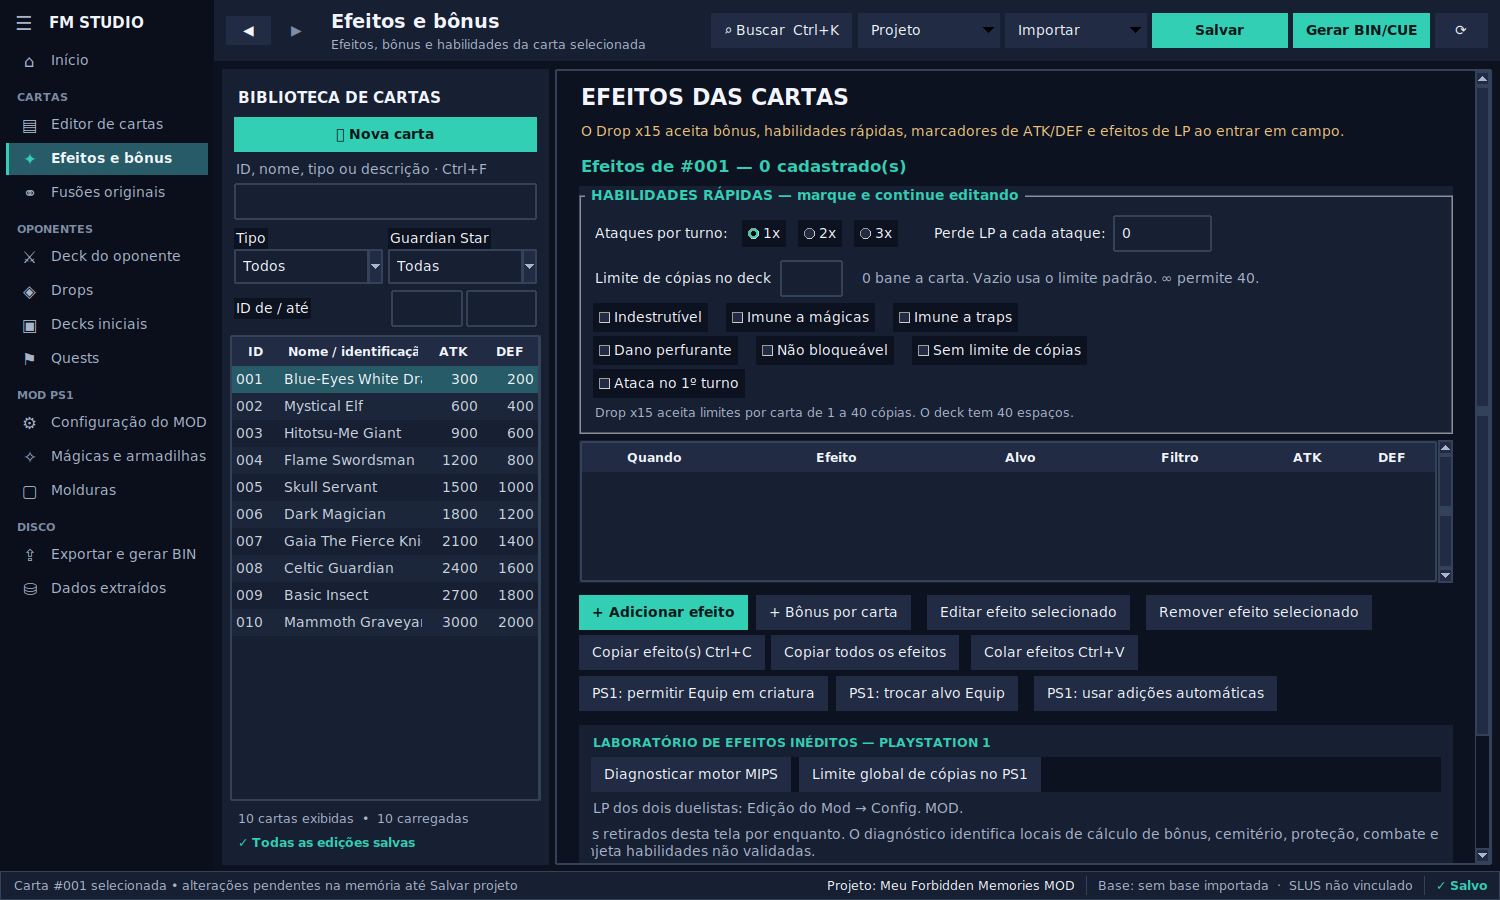 ☰ FM STUDIO
⌂ Início
CARTAS
▤ Editor de cartas
✦ Efeitos e bônus
⚭ Fusões originais
OPONENTES
⚔ Deck do oponente
◈ Drops
▣ Decks iniciais
⚑ Quests
MOD PS1
⚙ Configuração do MOD
✧ Mágicas e armadilhas
▢ Molduras
DISCO
⇪ Exportar e gerar BIN
⛁ Dados extraídos
◀ ▶
Efeitos e bônus
Efeitos, bônus e habilidades da carta selecionada
⌕ Buscar Ctrl+K
Projeto
Importar
Salvar
Gerar BIN/CUE
⟳
BIBLIOTECA DE CARTAS
Nova carta
ID, nome, tipo ou descrição · Ctrl+F
Tipo Guardian Star
Todos Todas
ID de / até
ID Nome / identificaçã ATK DEF
001 Blue-Eyes White Dra 300 200
002 Mystical Elf 600 400
003 Hitotsu-Me Giant 900 600
004 Flame Swordsman 1200 800
005 Skull Servant 1500 1000
006 Dark Magician 1800 1200
007 Gaia The Fierce Kni 2100 1400
008 Celtic Guardian 2400 1600
009 Basic Insect 2700 1800
010 Mammoth Graveyar 3000 2000
10 cartas exibidas • 10 carregadas
✓ Todas as edições salvas
EFEITOS DAS CARTAS
O Drop x15 aceita bônus, habilidades rápidas, marcadores de ATK/DEF e efeitos de LP ao entrar em campo.
Efeitos de #001 — 0 cadastrado(s)
HABILIDADES RÁPIDAS — marque e continue editando
Ataques por turno: 1x 2x 3x Perde LP a cada ataque: 0
Limite de cópias no deck 0 bane a carta. Vazio usa o limite padrão. ∞ permite 40.
Indestrutível Imune a mágicas Imune a traps
Dano perfurante Não bloqueável Sem limite de cópias
Ataca no 1º turno
Drop x15 aceita limites por carta de 1 a 40 cópias. O deck tem 40 espaços.
Quando Efeito Alvo Filtro ATK DEF
+ Adicionar efeito + Bônus por carta Editar efeito selecionado Remover efeito selecionado
Copiar efeito(s) Ctrl+C Copiar todos os efeitos Colar efeitos Ctrl+V
PS1: permitir Equip em criatura PS1: trocar alvo Equip PS1: usar adições automáticas
LABORATÓRIO DE EFEITOS INÉDITOS — PLAYSTATION 1
Diagnosticar motor MIPS Limite global de cópias no PS1
LP dos dois duelistas: Edição do Mod → Config. MOD.
s retirados desta tela por enquanto. O diagnóstico identifica locais de cálculo de bônus, cemitério, proteção, combate e
njeta habilidades não validadas.
Carta #001 selecionada • alterações pendentes na memória até Salvar projeto
Projeto: Meu Forbidden Memories MOD
Base: sem base importada · SLUS não vinculado
✓ Salvo